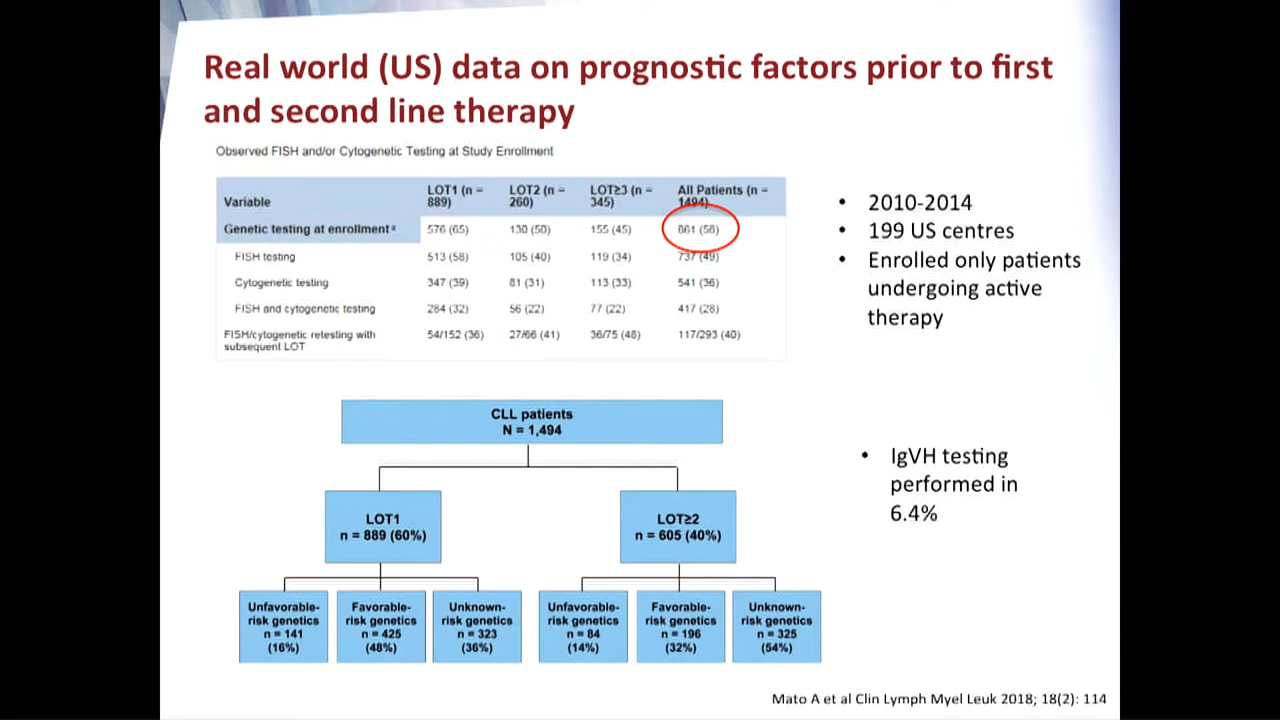 Real world (US) data on prognostic factors prior to first
and second line therapy
Observed FISH and/or Cytogenetic Testing at Study Enrollment
Variable LOT1 (n = 889) LOT2 (n = 260) LOT≥3 (n = 345) All Patients (n = 1494)
Genetic testing at enrollment a 576 (65) 130 (50) 155 (45) 861 (58)
FISH testing 513 (58) 105 (40) 119 (34) 737 (49)
Cytogenetic testing 347 (39) 81 (31) 113 (33) 541 (36)
FISH and cytogenetic testing 284 (32) 56 (22) 77 (22) 417 (28)
FISH/cytogenetic retesting with 54/152 (36) 27/66 (41) 36/75 (48) 117/293 (40)
subsequent LOT
• 2010-2014
• 199 US centres
• Enrolled only patients
undergoing active
therapy
CLL patients
N = 1,494
LOT1
n = 889 (60%)
LOT≥2
n = 605 (40%)
Unfavorable-
risk genetics
n = 141
(16%)
Favorable-
risk genetics
n = 425
(48%)
Unknown-
risk genetics
n = 323
(36%)
Unfavorable-
risk genetics
n = 84
(14%)
Favorable-
risk genetics
n = 196
(32%)
Unknown-
risk genetics
n = 325
(54%)
• IgVH testing
performed in
6.4%
Mato A et al Clin Lymph Myel Leuk 2018; 18(2): 114